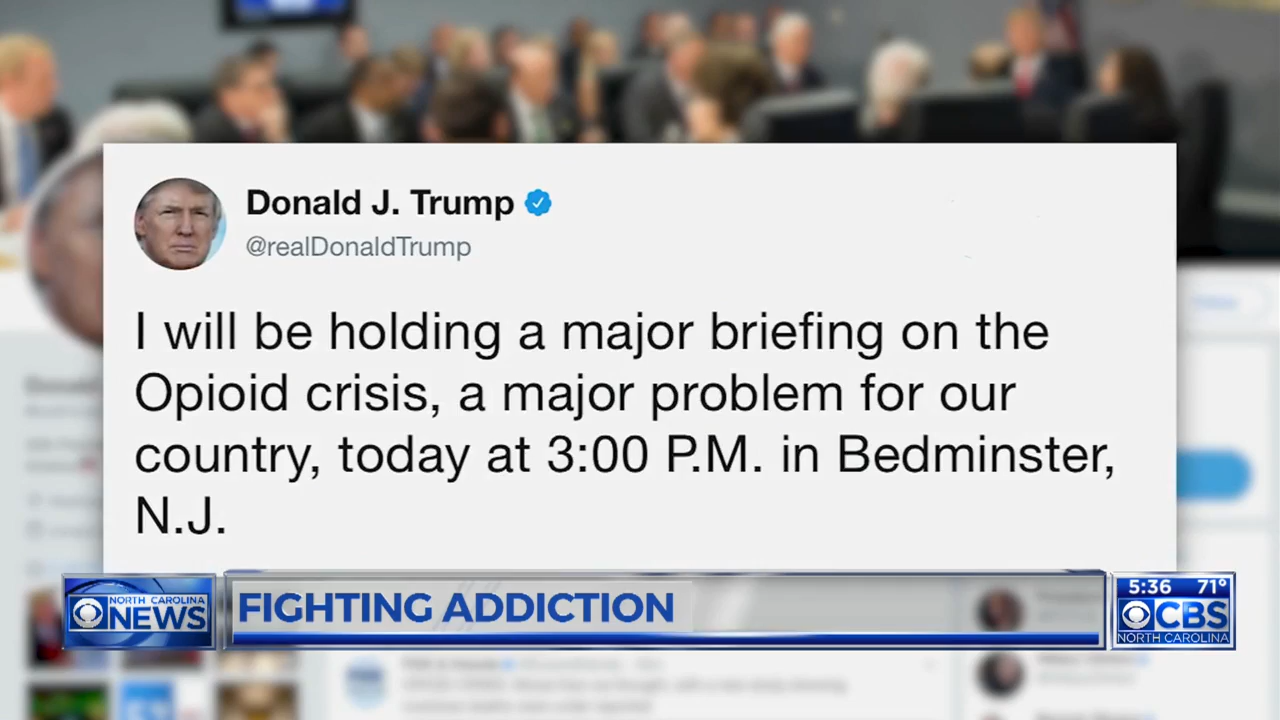 Donald J. Trump
@realDonaldTrump
I will be holding a major briefing on the
Opioid crisis, a major problem for our
country, today at 3:00 P.M. in Bedminster,
N.J.
NORTH CAROLINA
NEWS
FIGHTING ADDICTION
5:36 71°
CBS
NORTH CAROLINA